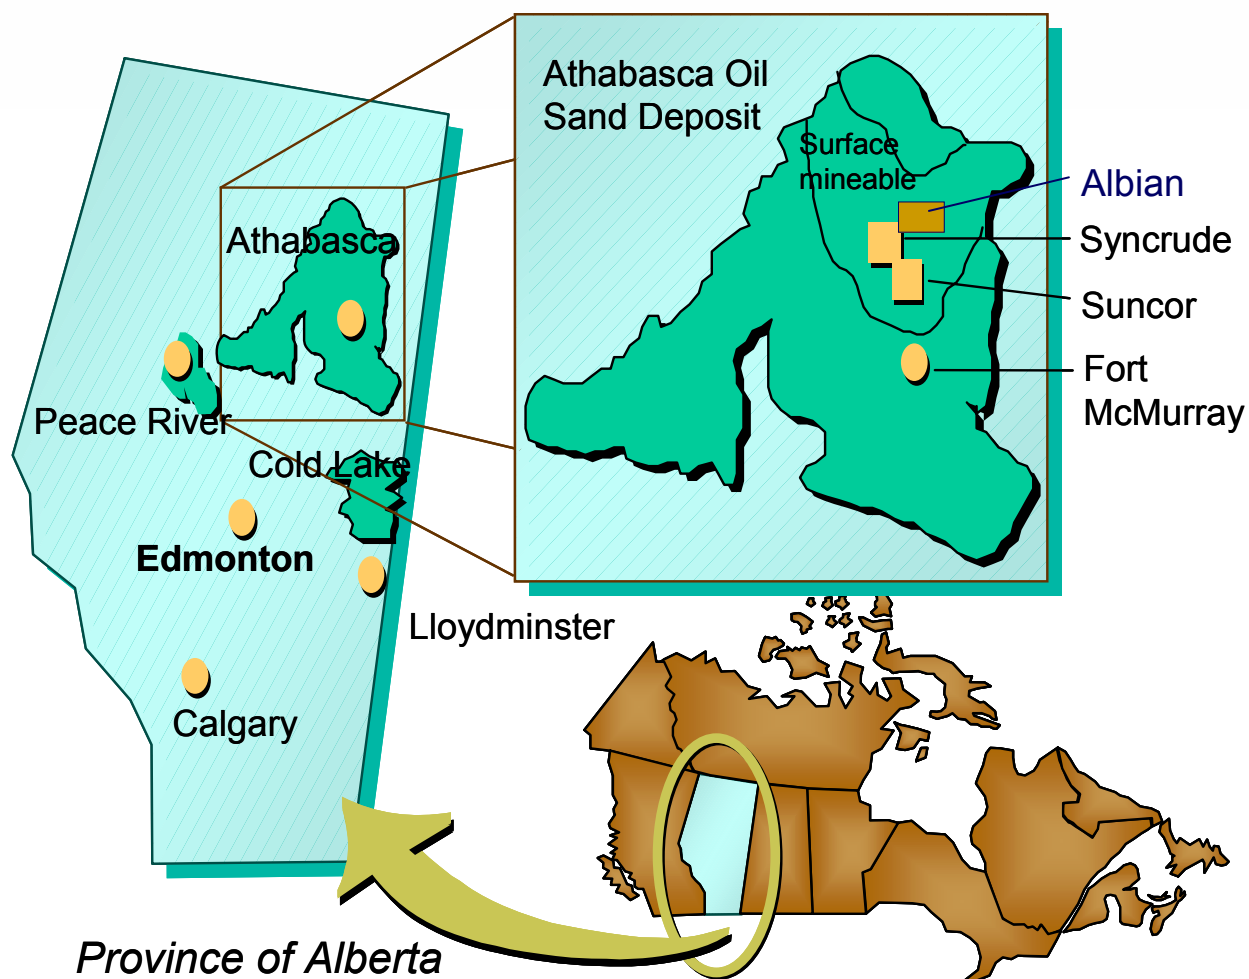 Athabasca Oil
Sand Deposit
Surface
mineable
Albian
Syncrude
Suncor
Fort
McMurray
Athabasca
Peace River
Cold Lake
Edmonton
Lloydminster
Calgary
Province of Alberta